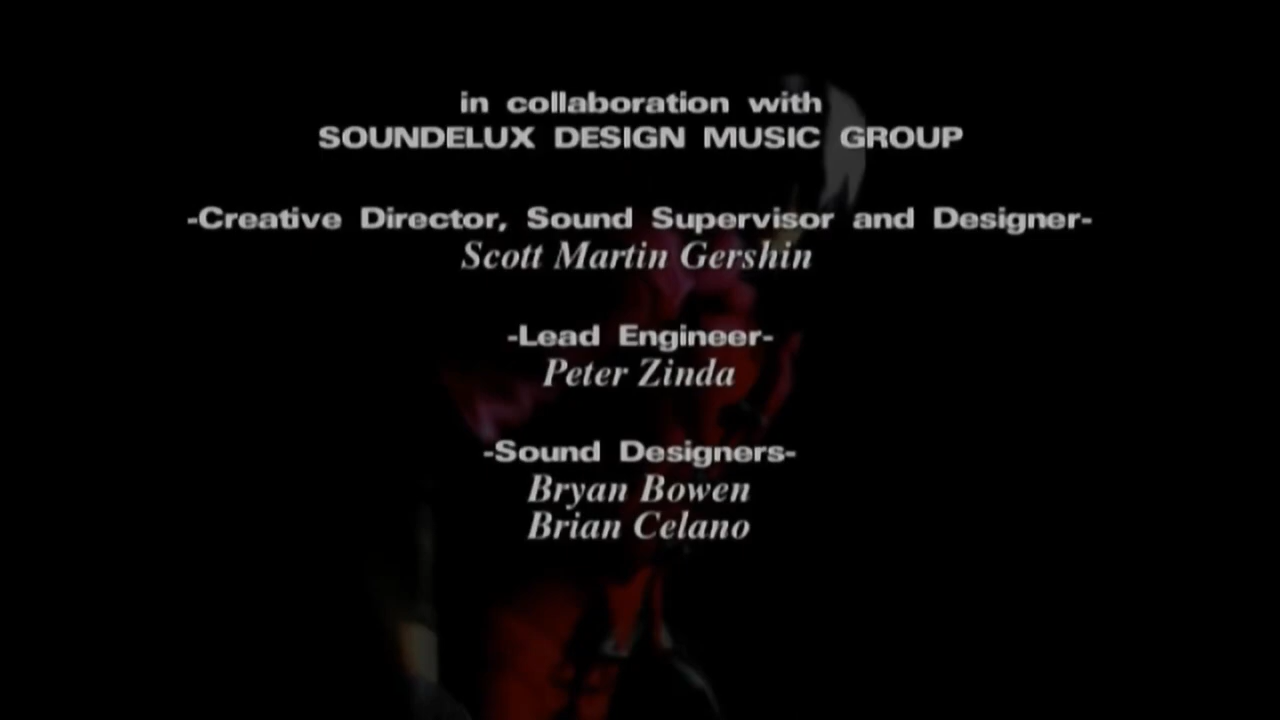 in collaboration with
SOUNDELUX DESIGN MUSIC GROUP
-Creative Director, Sound Supervisor and Designer-
Scott Martin Gershin
-Lead Engineer-
Peter Zinda
-Sound Designers-
Bryan Bowen
Brian Celano